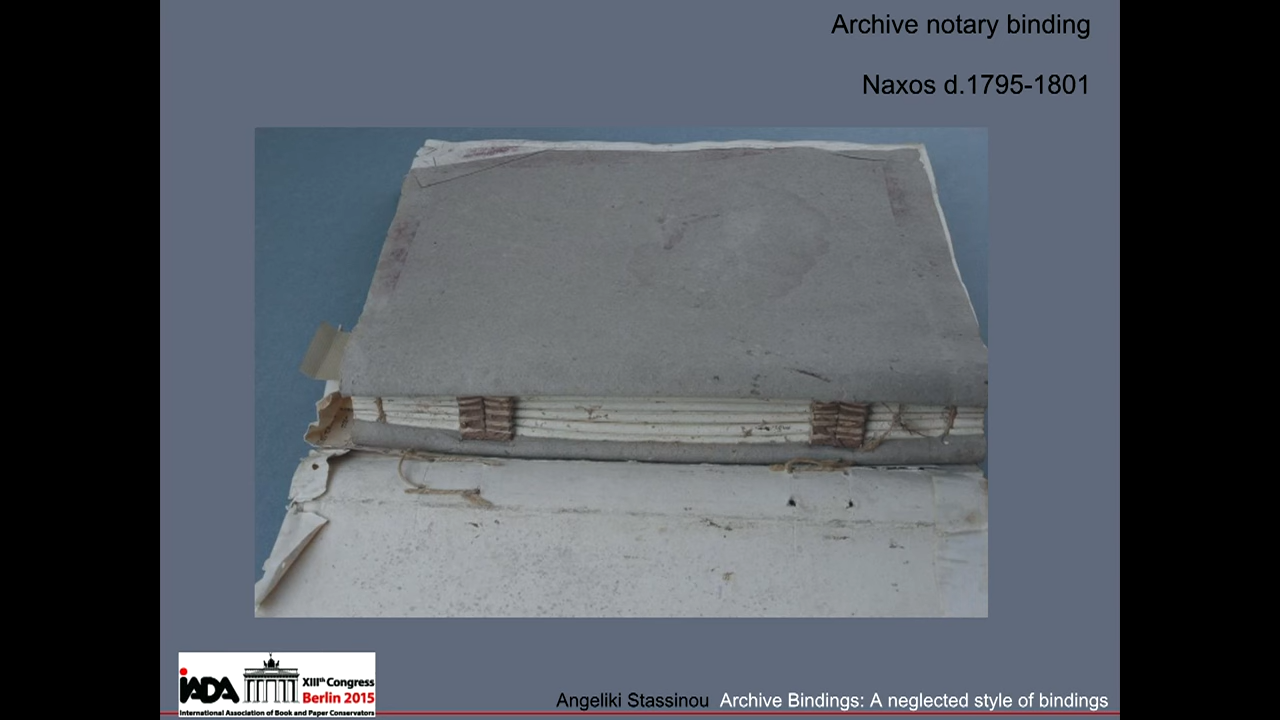 Archive notary binding
Naxos d.1795-1801
iADA
XIIIth Congress
Berlin 2015
International Association of Book and Paper Conservators
Angeliki Stassinou Archive Bindings: A neglected style of bindings